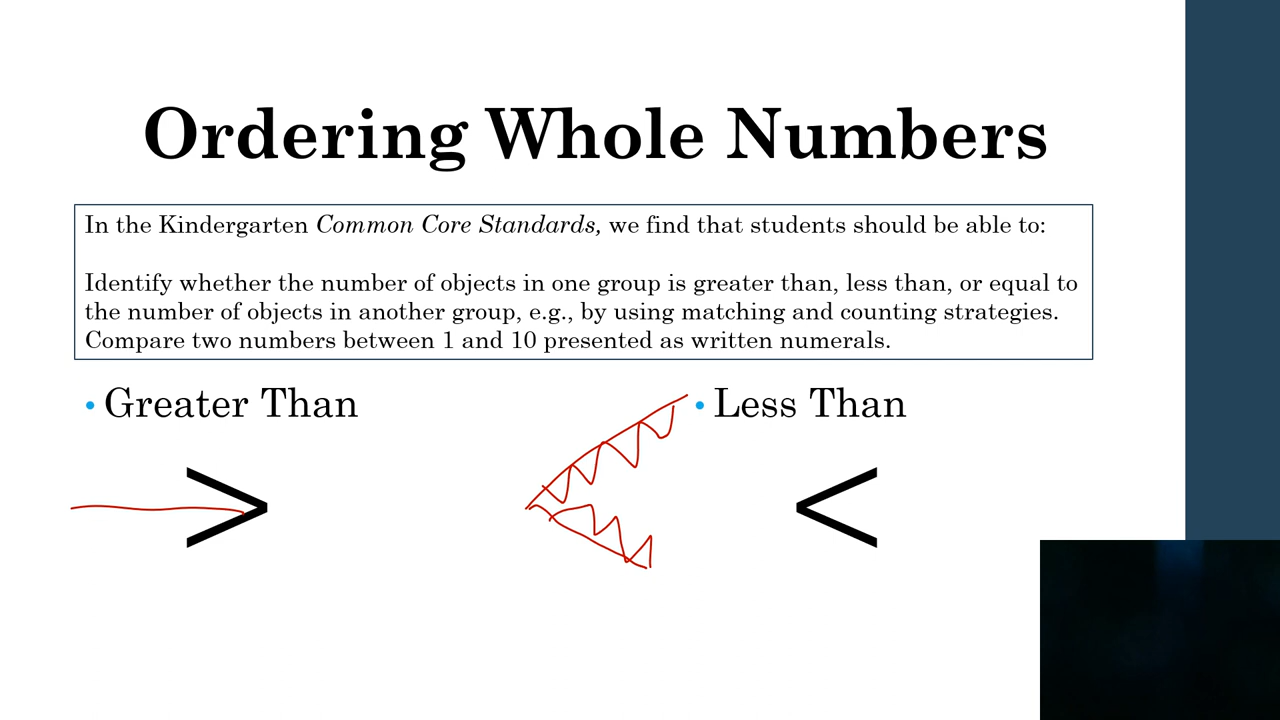 Ordering Whole Numbers
In the Kindergarten Common Core Standards, we find that students should be able to:
Identify whether the number of objects in one group is greater than, less than, or equal to
the number of objects in another group, e.g., by using matching and counting strategies.
Compare two numbers between 1 and 10 presented as written numerals.
• Greater Than
>
• Less Than
<